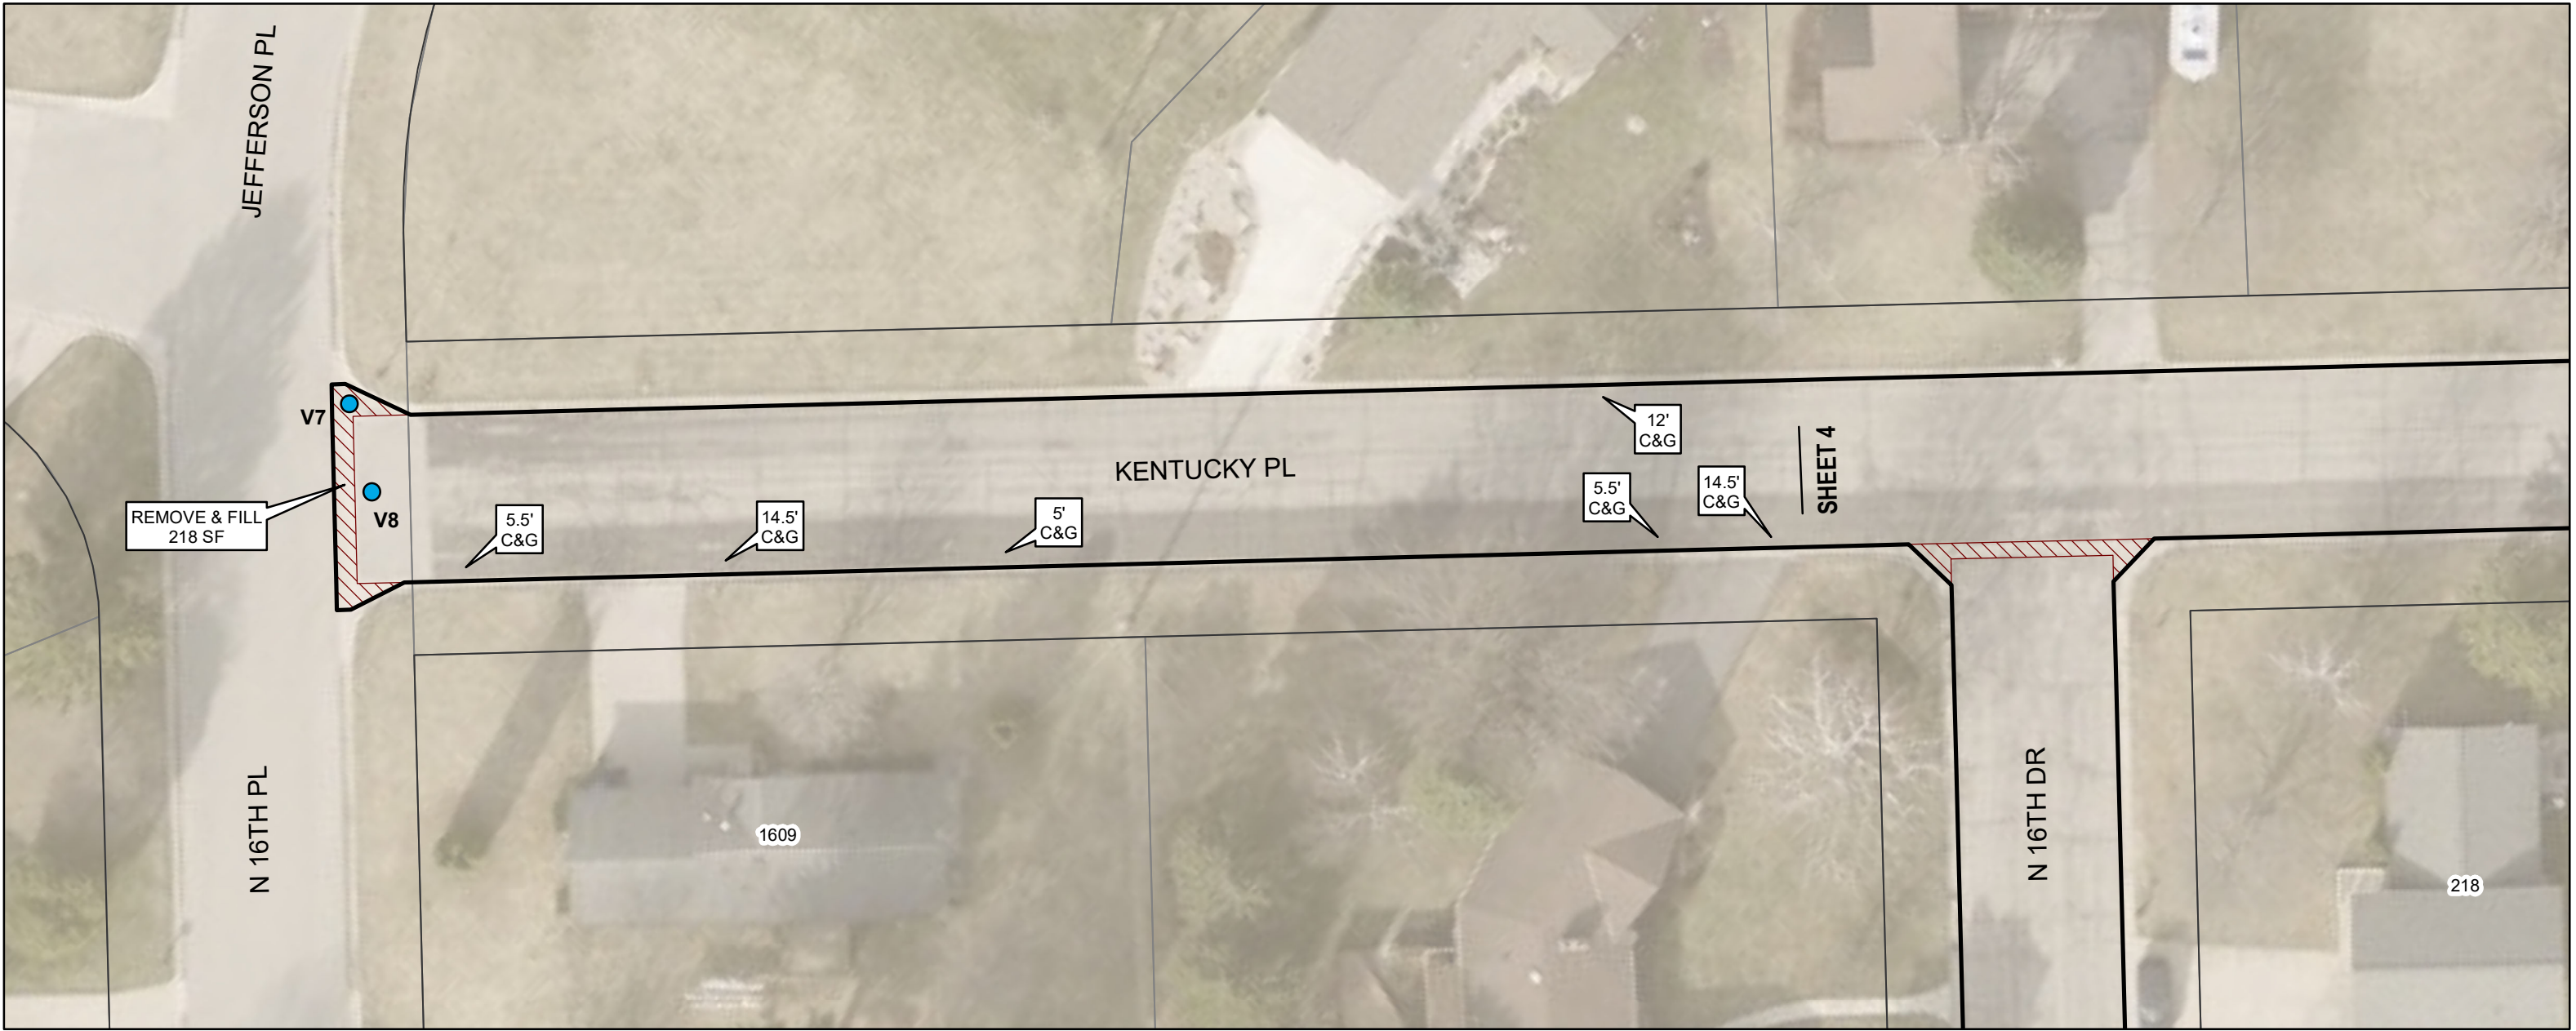 JEFFERSON PL
V7
12'
C&G
SHEET 4
KENTUCKY PL
REMOVE & FILL
218 SF
V8
5.5'
C&G
14.5'
C&G
5'
C&G
5.5'
C&G
14.5'
C&G
N 16TH PL
1609
N 16TH DR
218